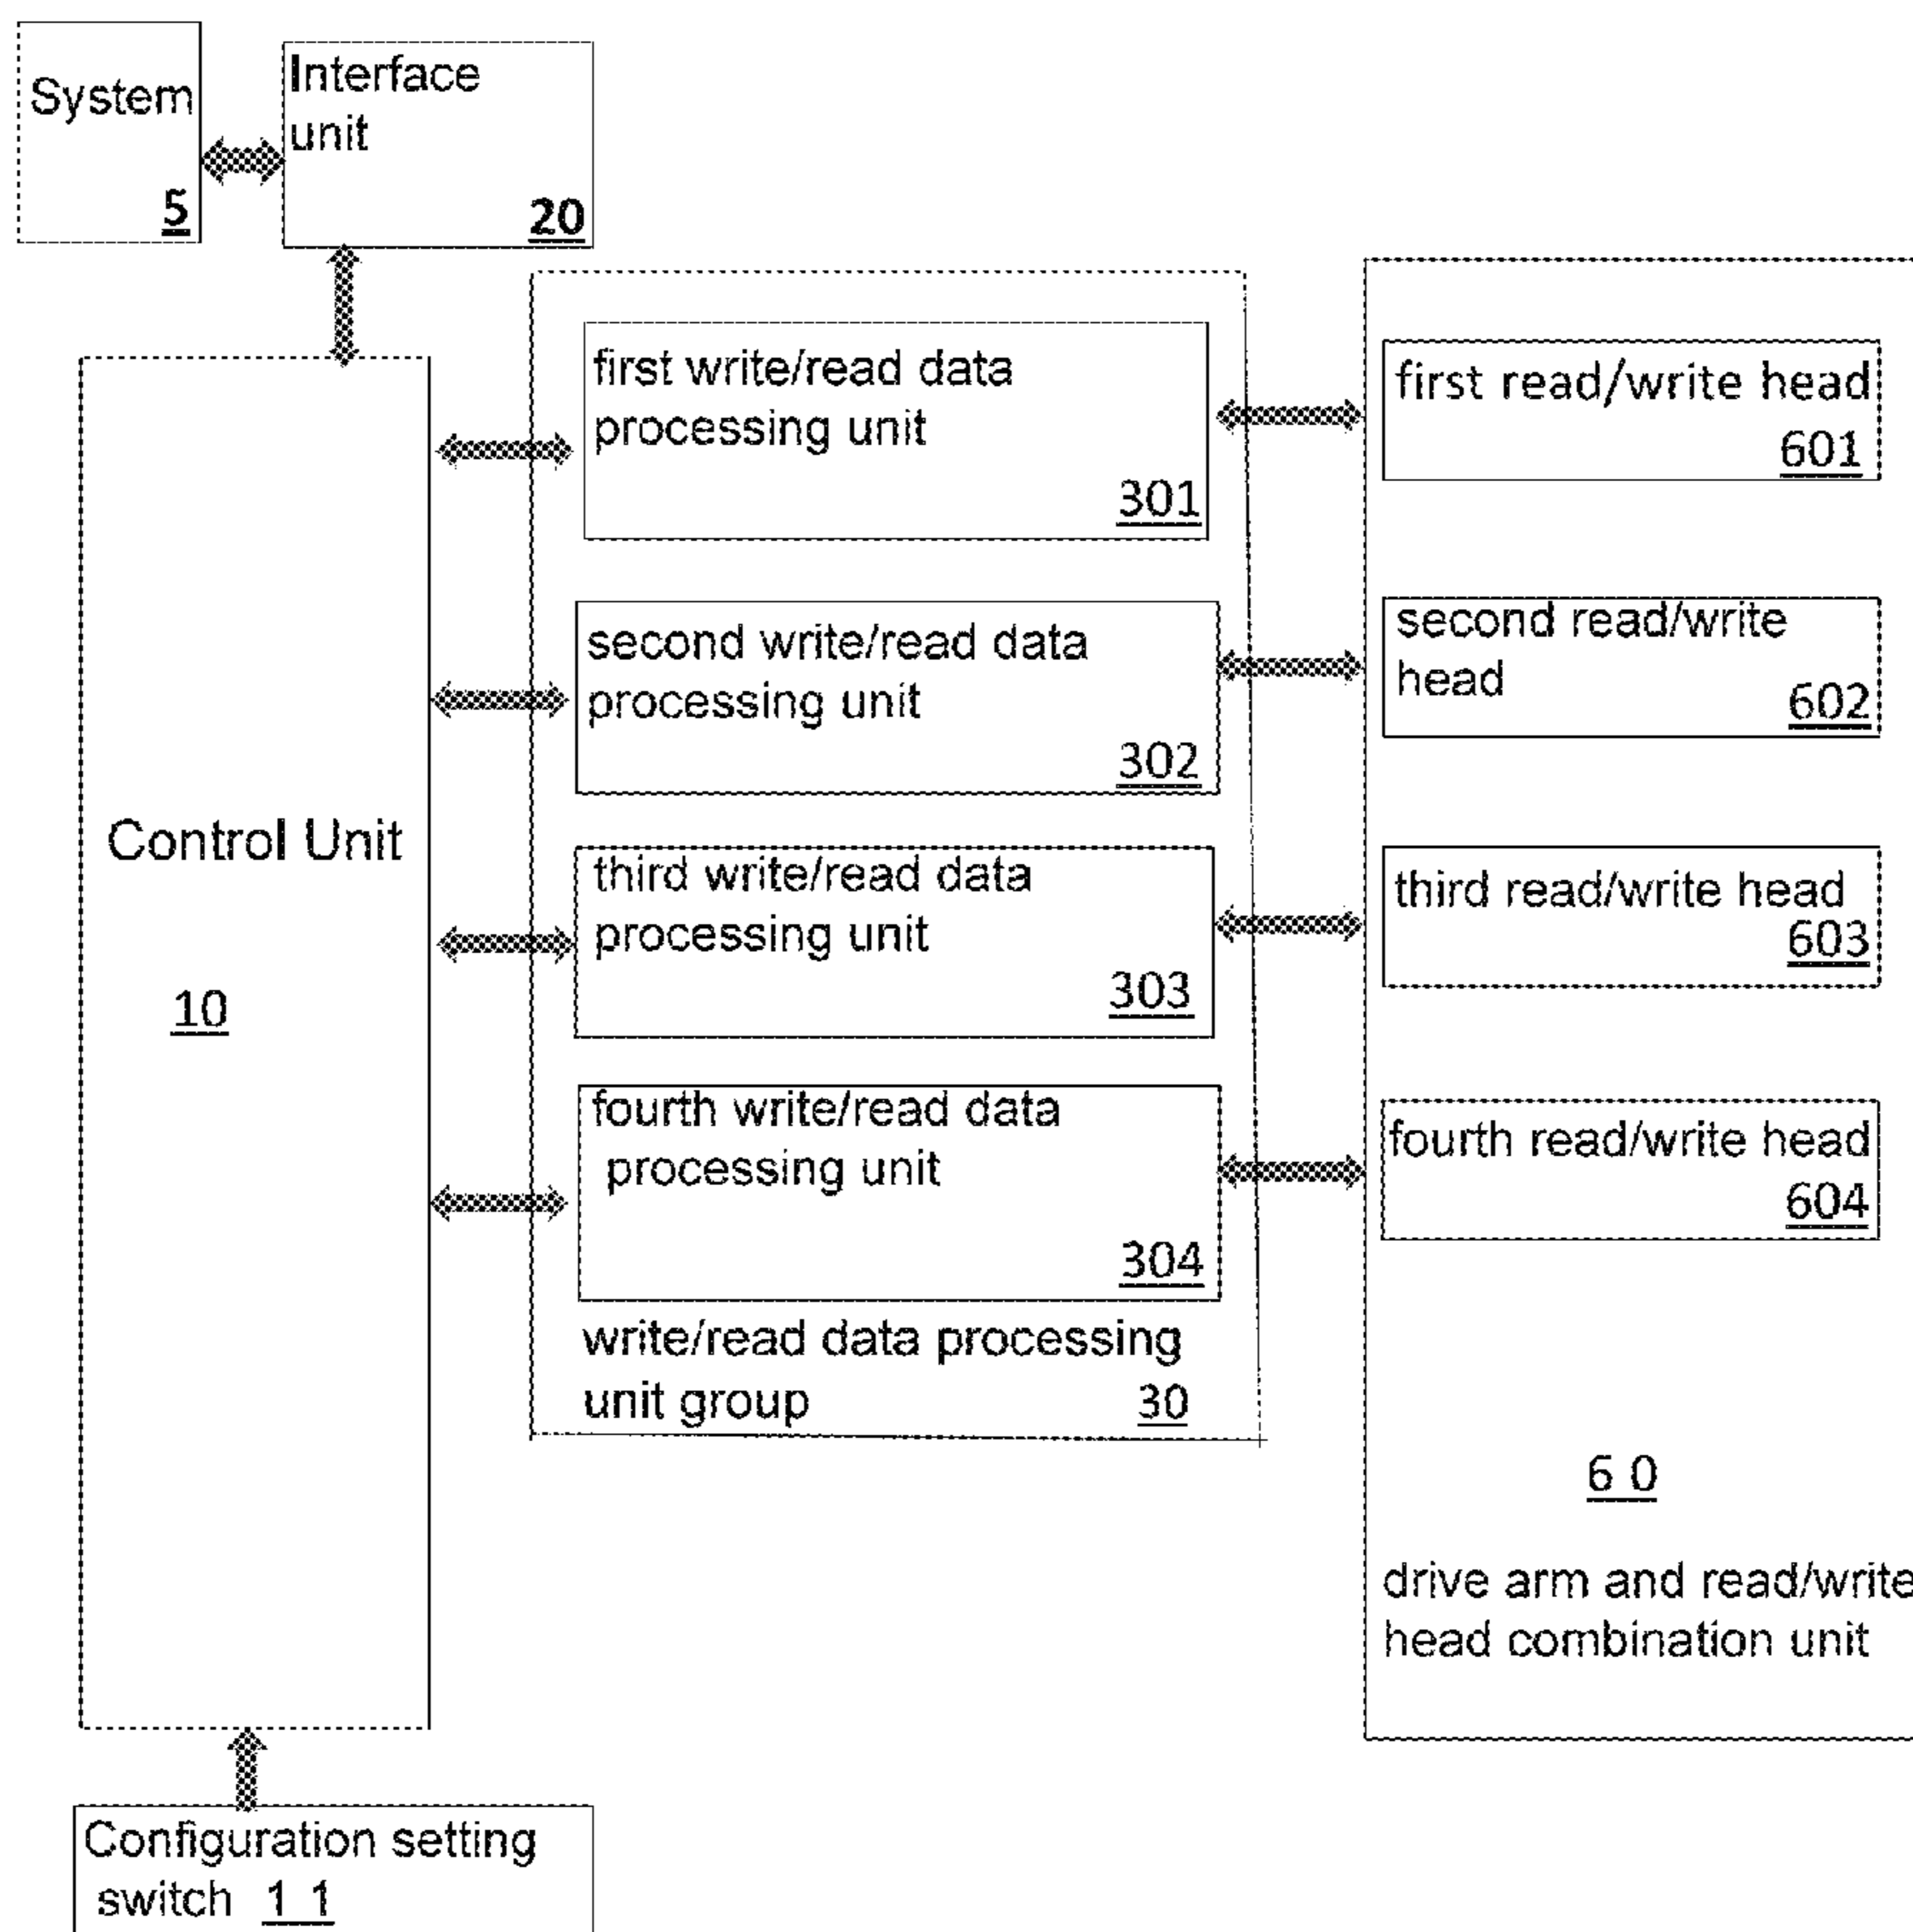 System
5
Interface
unit
20
first write/read data
processing unit
301
first read/write head
601
second write/read data
processing unit
302
second read/write
head
602
Control Unit
10
third write/read data
processing unit
303
third read/write head
603
fourth write/read data
processing unit
304
fourth read/write head
604
write/read data processing
unit group 30
6 0
drive arm and read/write
head combination unit
Configuration setting
switch 1 1